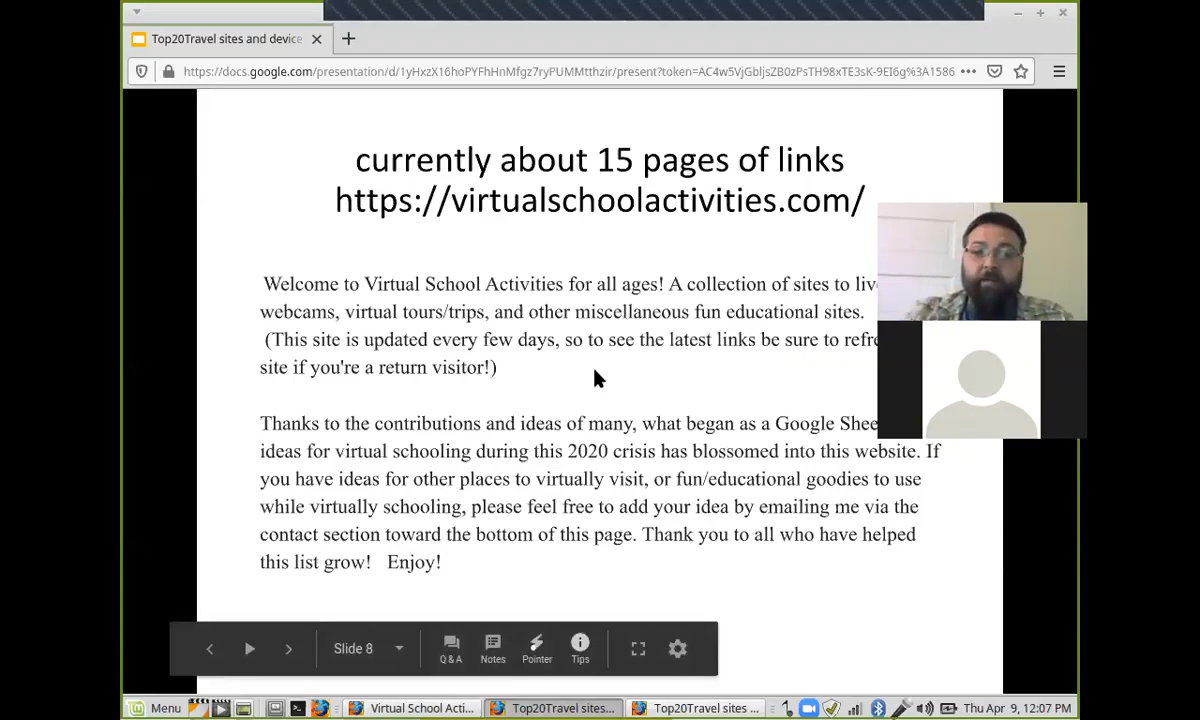 Top20Travel sites and device
https://docs.google.com/presentation/d/1yHxzX16hoPYFhHnMfgz7ryPUMMtthzir/present?token=AC4w5VjGbljsZB0zPsTH98xTE3sK-9EI6g%3A1586
currently about 15 pages of links
https://virtualschoolactivities.com/
Welcome to Virtual School Activities for all ages! A collection of sites to liv
webcams, virtual tours/trips, and other miscellaneous fun educational sites.
(This site is updated every few days, so to see the latest links be sure to refre
site if you're a return visitor!)
Thanks to the contributions and ideas of many, what began as a Google Shee
ideas for virtual schooling during this 2020 crisis has blossomed into this website. If
you have ideas for other places to virtually visit, or fun/educational goodies to use
while virtually schooling, please feel free to add your idea by emailing me via the
contact section toward the bottom of this page. Thank you to all who have helped
this list grow! Enjoy!
Slide 8
Q & A Notes Pointer Tips
Menu Virtual School Acti... Top20Travel sites... Top20Travel sites ... Thu Apr 9, 12:07 PM